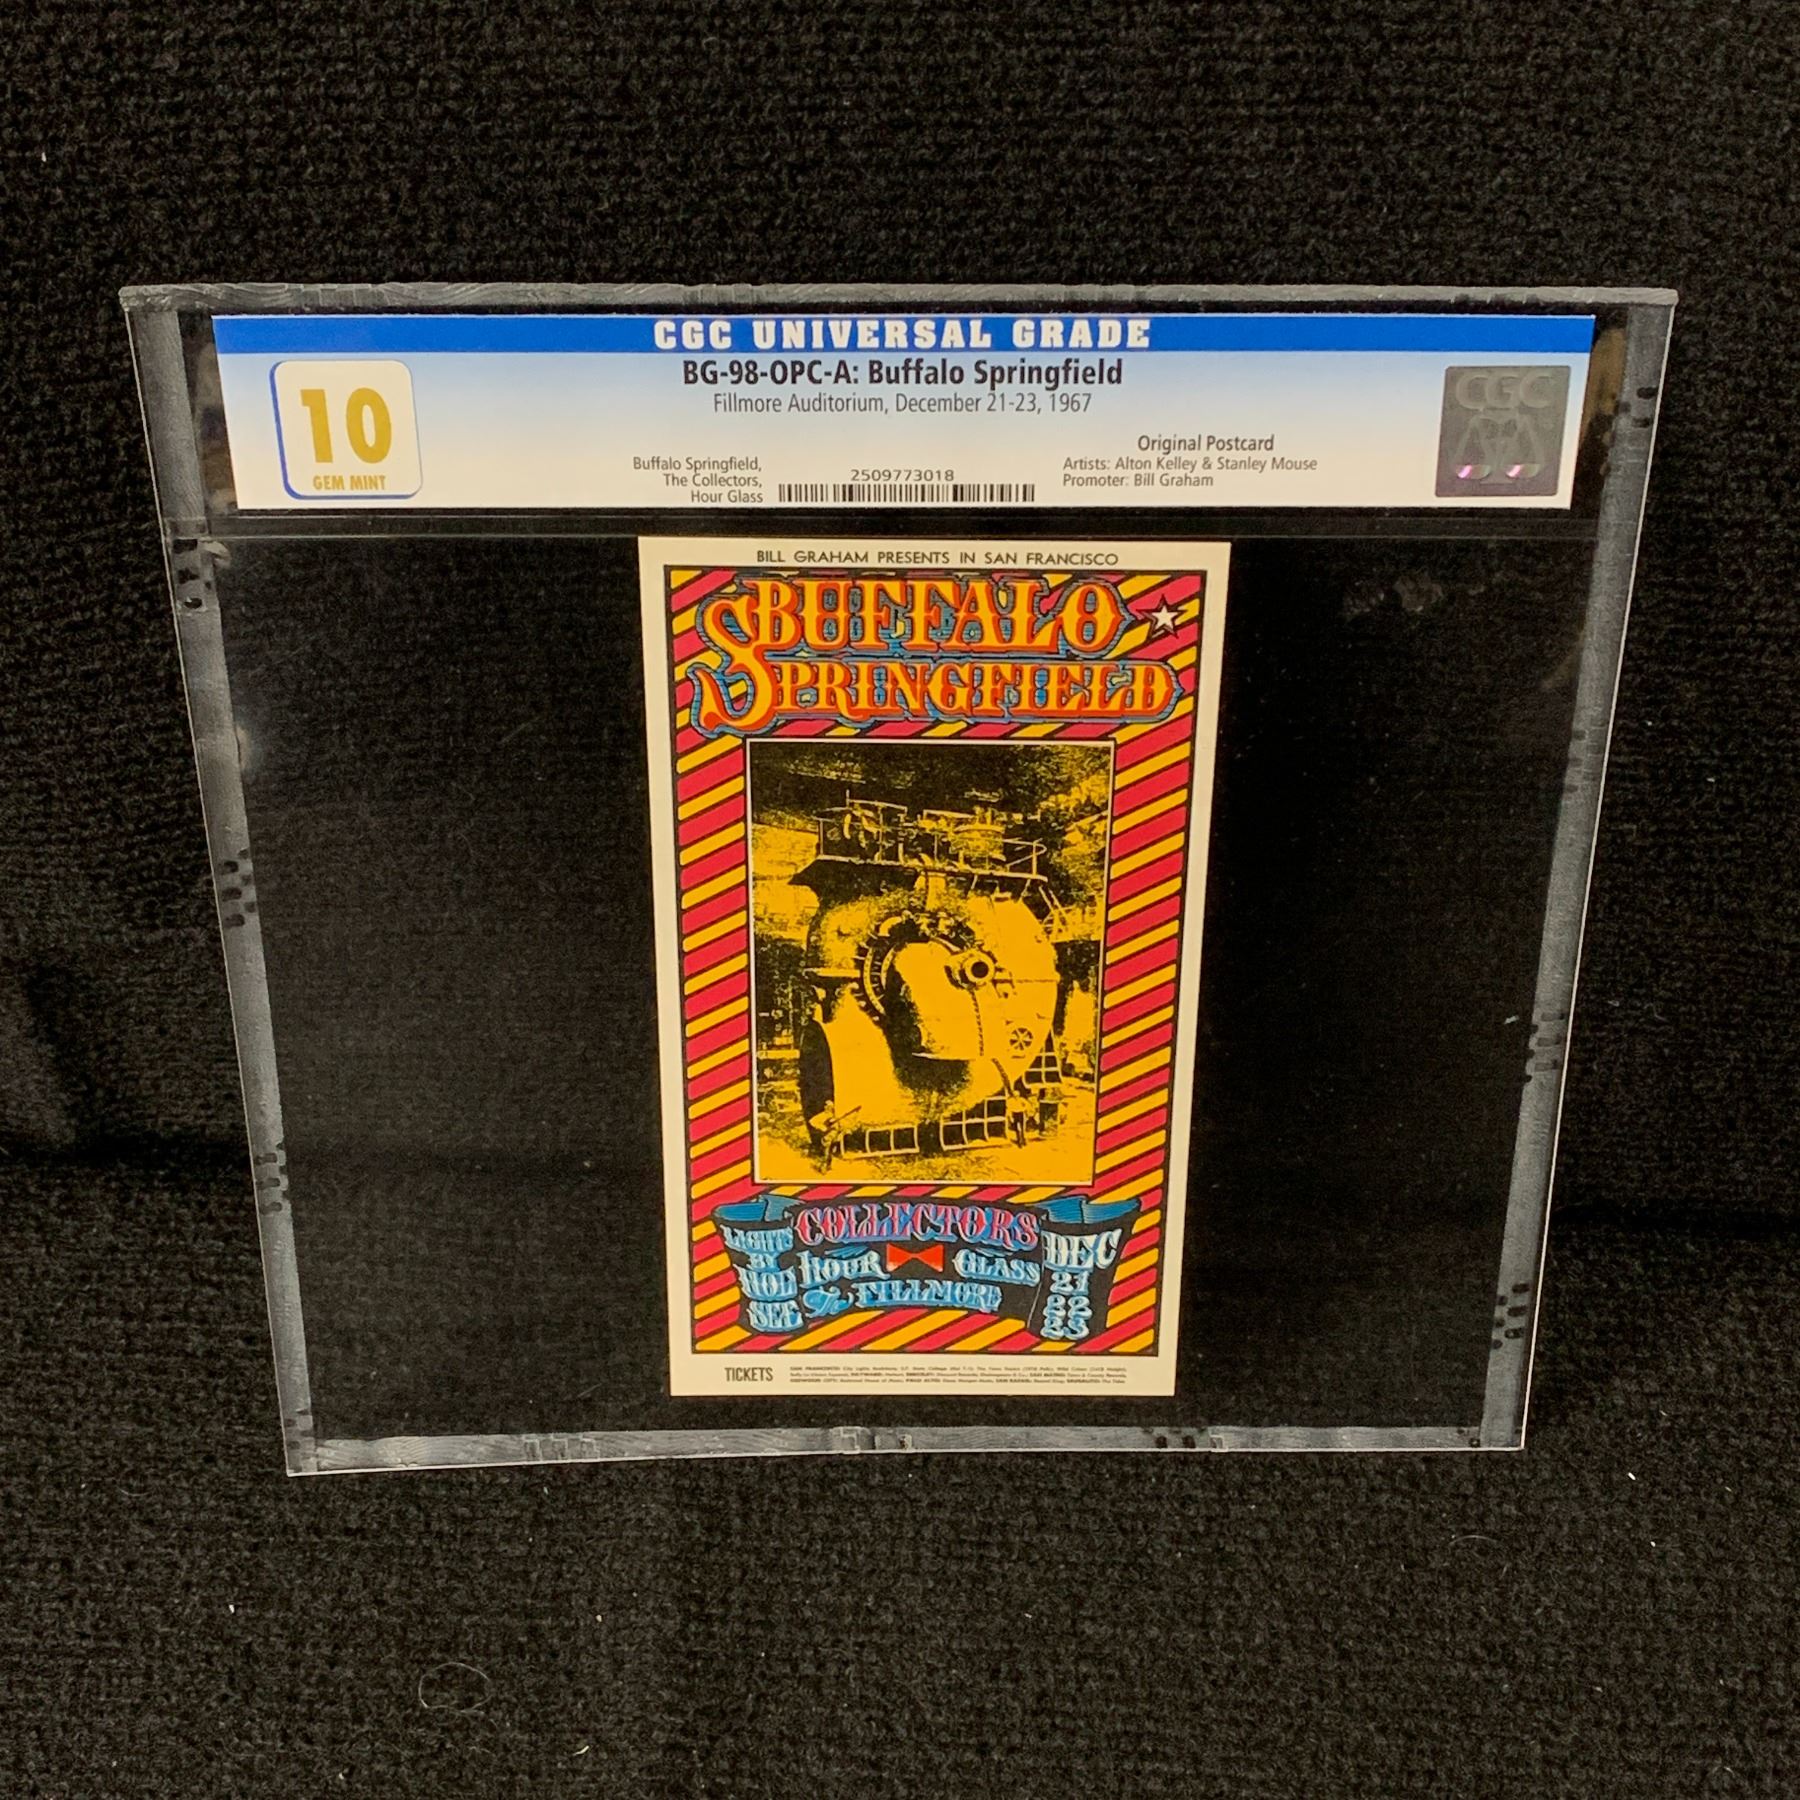 CGC UNIVERSAL GRADE
BG-98-OPC-A: Buffalo Springfield
Fillmore Auditorium, December 21-23, 1967
10
GEM MINT
Buffalo Springfield,
The Collectors,
Hour Glass
2509773018
Original Postcard
Artists: Alton Kelley & Stanley Mouse
Promoter: Bill Graham
CGC
BILL GRAHAM PRESENTS IN SAN FRANCISCO
BUFFALO
SPRINGFIELD
COLLECTORS
HOUR GLASS
The FILLMORE
LIGHTS
BY
HOLY
SEE
DEC
21
22
23
TICKETS